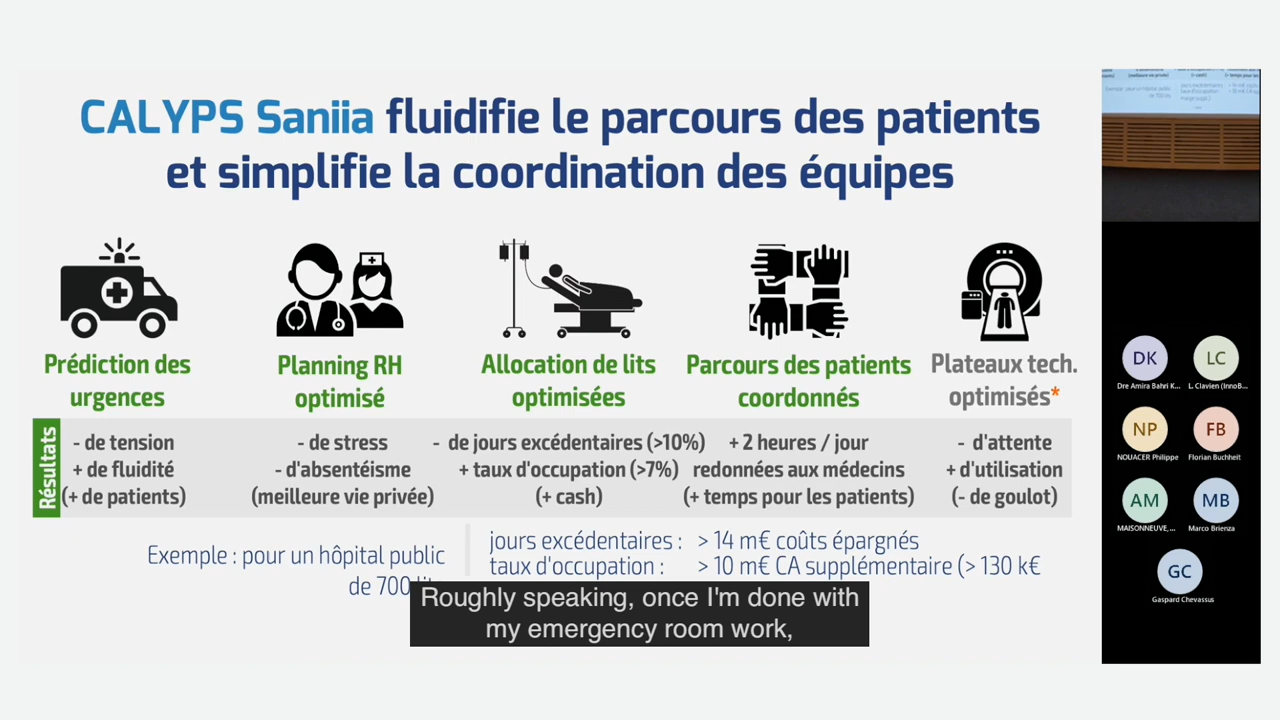 CALYPS Saniia fluidifie le parcours des patients
et simplifie la coordination des équipes
Prédiction des
urgences
Planning RH
optimisé
Allocation de lits
optimisées
Parcours des patients
coordonnés
Plateaux tech.
optimisés*
Résultats
- de tension
+ de fluidité
(+ de patients)
- de stress
- d'absentéisme
(meilleure vie privée)
- de jours excédentaires (>10%)
+ taux d'occupation (>7%)
(+ cash)
+ 2 heures / jour
redonnées aux médecins
(+ temps pour les patients)
- d'attente
+ d'utilisation
(- de goulot)
Exemple : pour un hôpital public
de 700
jours excédentaires : > 14 m€ coûts épargnés
taux d'occupation : > 10 m€ CA supplémentaire (> 130 k€
Roughly speaking, once I'm done with
my emergency room work,
DK
Dre Amira Bahri K...
LC
L. Clavien (InnoB...
NP
NOUACER Philippe
FB
Florian Buchheit
AM
MAISONNEUVE,...
MB
Marco Brienza
GC
Gaspard Chevassus